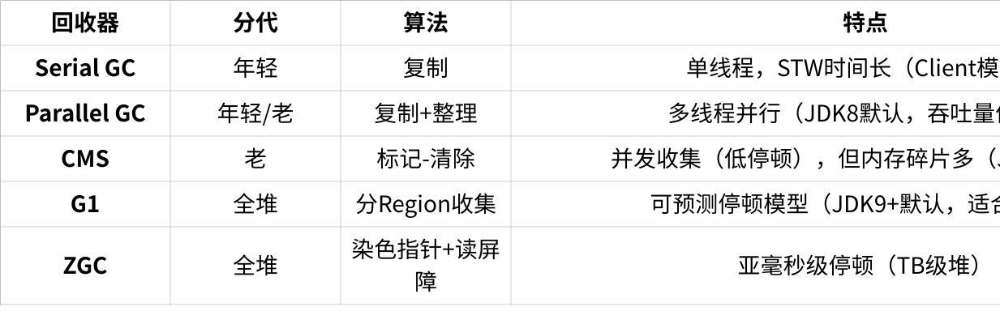 回收器 分代 算法 特点
Serial GC 年轻 复制 单线程，STW时间长（Client模
Parallel GC 年轻/老 复制+整理 多线程并行（JDK8默认，吞吐量
CMS 老 标记-清除 并发收集（低停顿），但内存碎片多（
G1 全堆 分Region收集 可预测停顿模型（JDK9+默认，适合
ZGC 全堆 染色指针+读屏 亚毫秒级停顿（TB级堆）
障